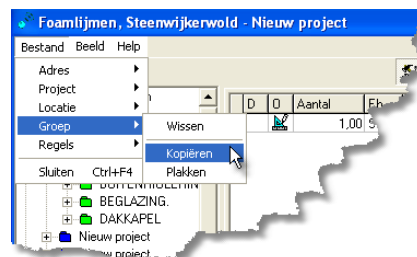 Foamlijmen, Steenwijkerwold - Nieuw project
Bestand Beeld Help
Adres
Project
Locatie
Groep
Regels
Sluiten Ctrl+F4
Wissen
Kopiëren
Plakken
D O Aantal
1,00
BEGLAZING.
DAKKAPEL
Nieuw project